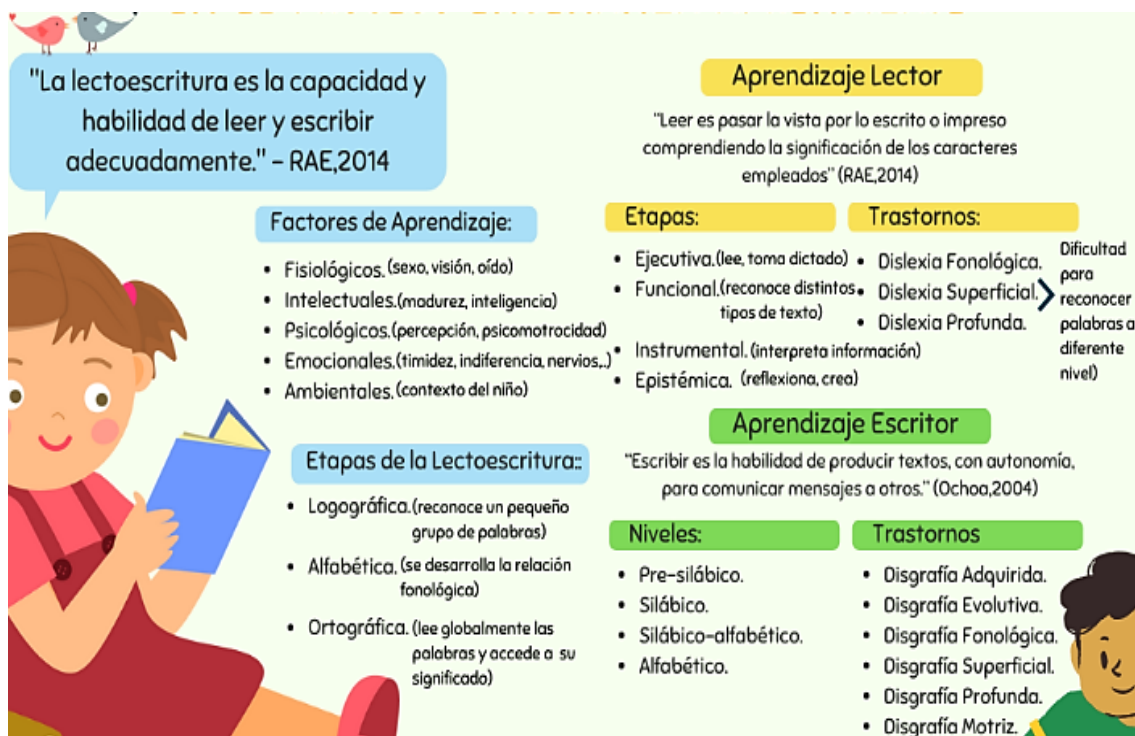 "La lectoescritura es la capacidad y
habilidad de leer y escribir
adecuadamente." - RAE,2014
Factores de Aprendizaje:
• Fisiológicos. (sexo, visión, oído)
• Intelectuales.(madurez, inteligencia)
• Psicológicos.(percepción, psicomotrocidad)
• Emocionales.(timidez, indiferencia, nervios,..)
• Ambientales.(contexto del niño)
Etapas de la Lectoescritura::
• Logográfica.(reconoce un pequeño
grupo de palabras)
• Alfabética. (se desarrolla la relación
fonológica)
• Ortográfica. (lee globalmente las
palabras y accede a su
significado)
Aprendizaje Lector
"Leer es pasar la vista por lo escrito o impreso
comprendiendo la significación de los caracteres
empleados" (RAE,2014)
Etapas:
• Ejecutiva.(lee, toma dictado)
• Funcional.(reconoce distintos
tipos de texto)
• Instrumental. (interpreta información)
• Epistémica. (reflexiona, crea)
Trastornos:
• Dislexia Fonológica.
• Dislexia Superficial.
• Dislexia Profunda.
Dificultad
para
reconocer
palabras a
diferente
nivel)
Aprendizaje Escritor
"Escribir es la habilidad de producir textos, con autonomía,
para comunicar mensajes a otros." (Ochoa,2004)
Niveles:
• Pre-silábico.
• Silábico.
• Silábico-alfabético.
• Alfabético.
Trastornos
• Disgrafía Adquirida.
• Disgrafía Evolutiva.
• Disgrafía Fonológica.
• Disgrafía Superficial.
• Disgrafía Profunda.
• Disgrafía Motriz.